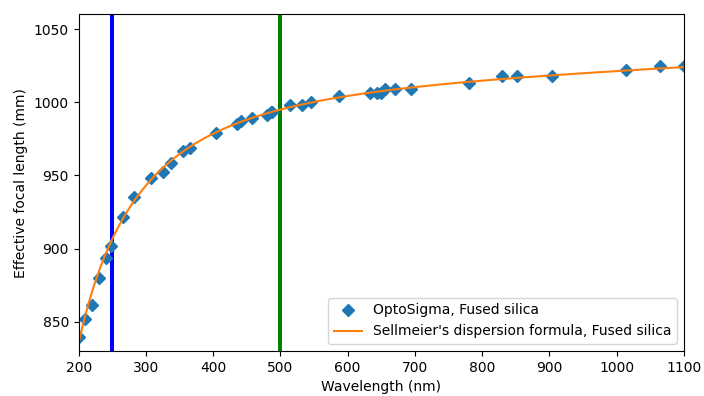 1050
1000
950
900
850
Effective focal length (mm)
OptoSigma, Fused silica
Sellmeier's dispersion formula, Fused silica
200 300 400 500 600 700 800 900 1000 1100
Wavelength (nm)